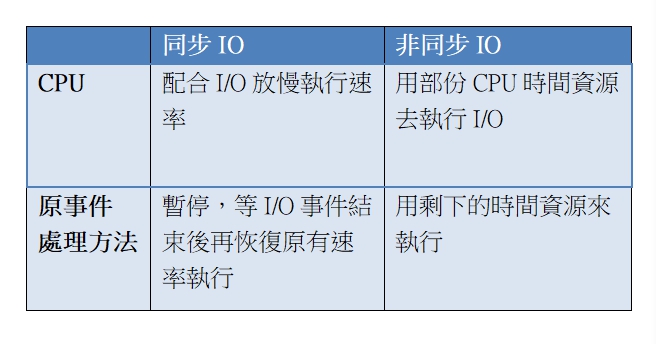 同步 IO
非同步 IO
CPU
配合 I/O 放慢執行速
率
用部份 CPU 時間資源
去執行 I/O
原事件
處理方法
暫停，等 I/O 事件結
束後再恢復原有速
率執行
用剩下的時間資源來
執行